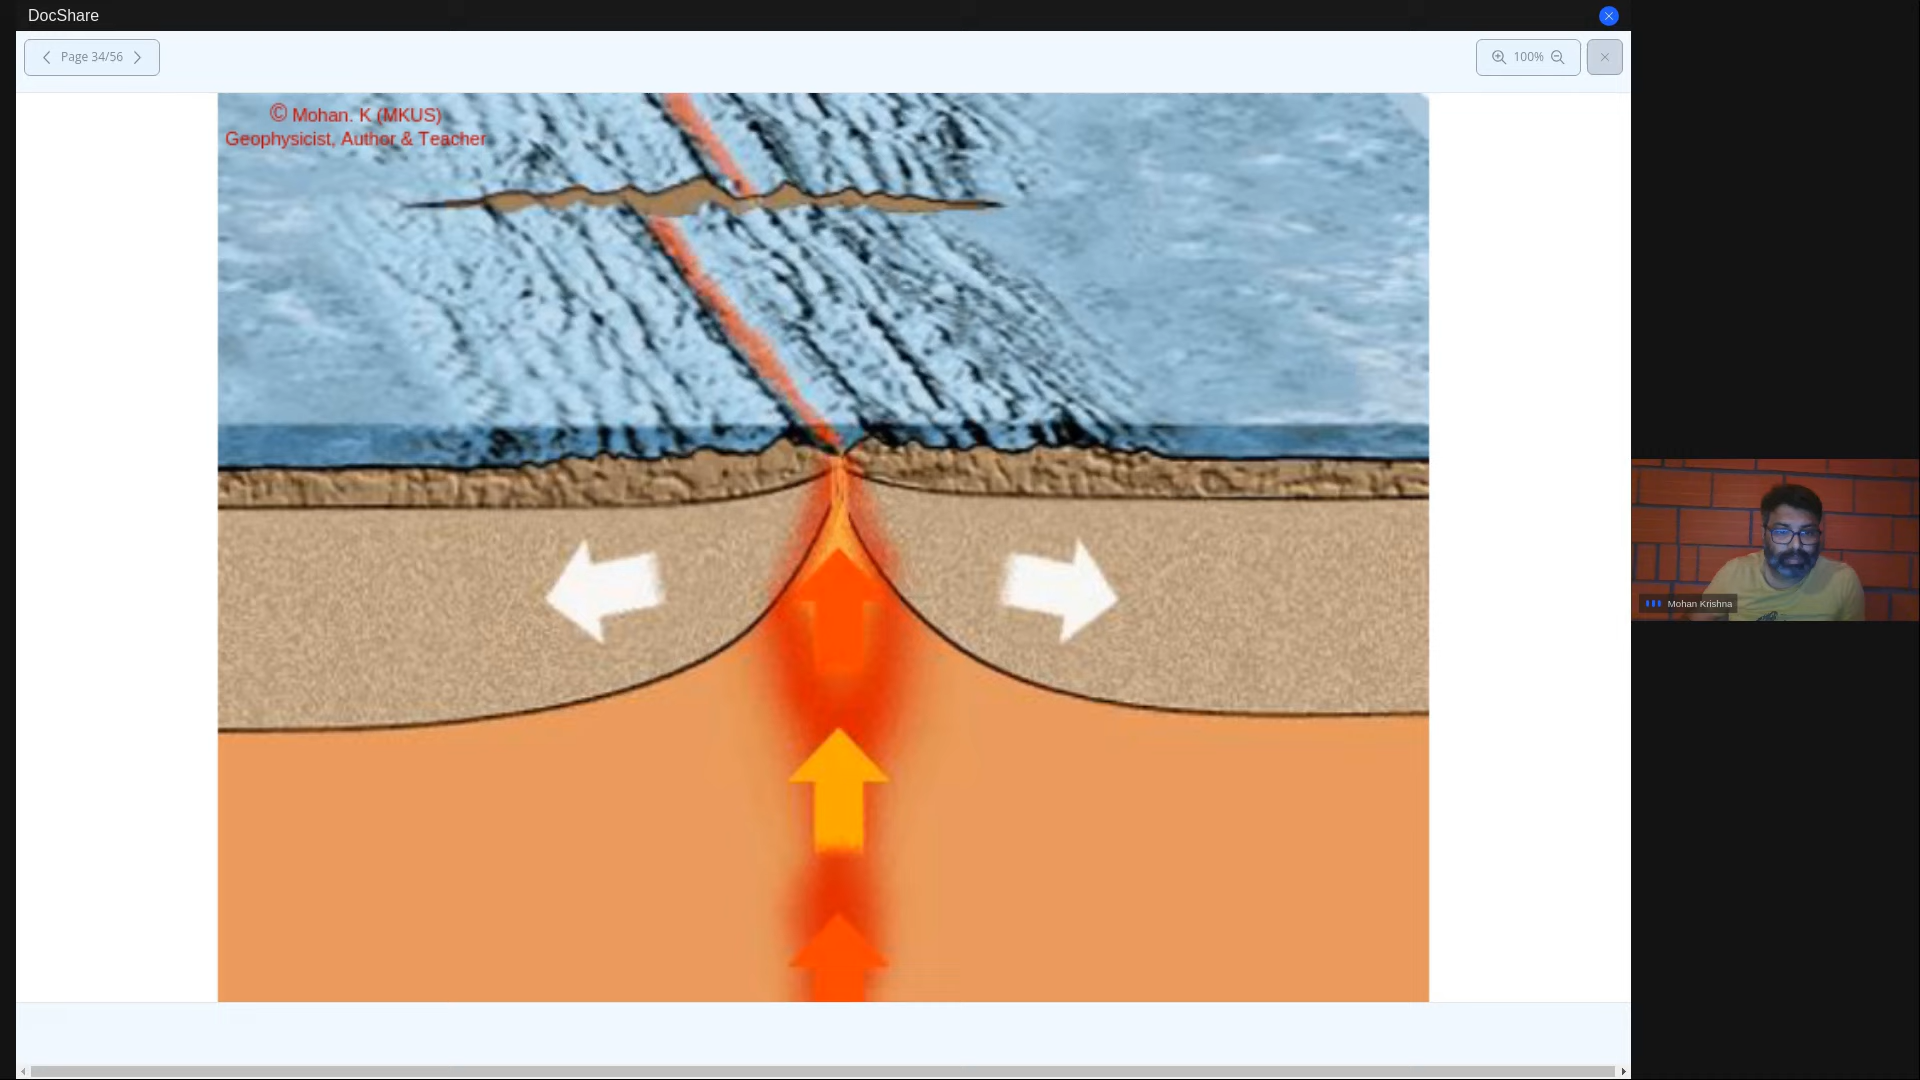 DocShare
Page 34/56
100%
© Mohan. K (MKUS)
Geophysicist, Author & Teacher
Mohan Krishna